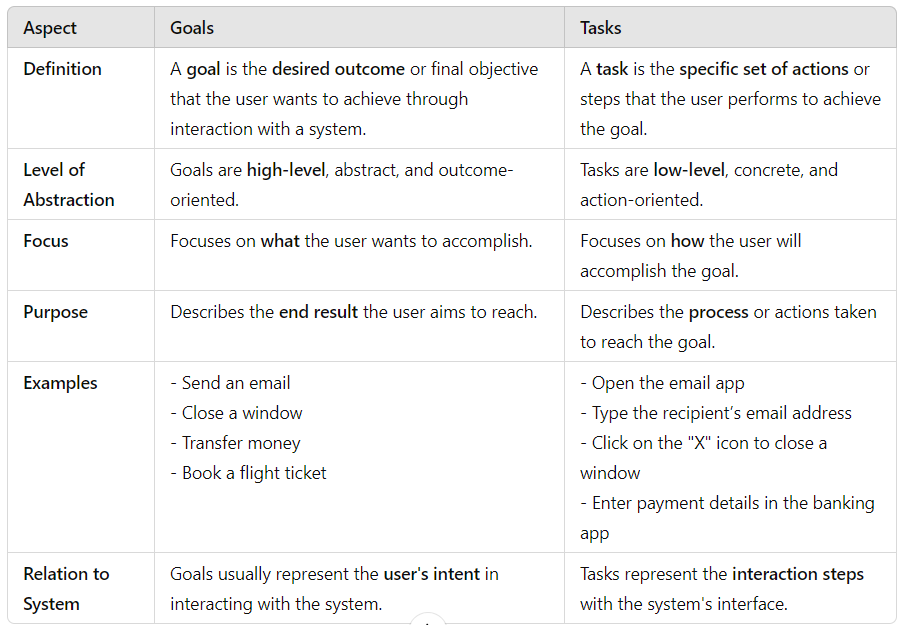 Aspect Goals Tasks
Definition
A goal is the desired outcome or final objective
that the user wants to achieve through
interaction with a system.
A task is the specific set of actions or
steps that the user performs to achieve
the goal.
Level of
Abstraction
Goals are high-level, abstract, and outcome-
oriented.
Tasks are low-level, concrete, and
action-oriented.
Focus
Focuses on what the user wants to accomplish.
Focuses on how the user will
accomplish the goal.
Purpose
Describes the end result the user aims to reach.
Describes the process or actions taken
to reach the goal.
Examples
- Send an email
- Close a window
- Transfer money
- Book a flight ticket
- Open the email app
- Type the recipient’s email address
- Click on the "X" icon to close a
window
- Enter payment details in the banking
app
Relation to
System
Goals usually represent the user's intent in
interacting with the system.
Tasks represent the interaction steps
with the system's interface.